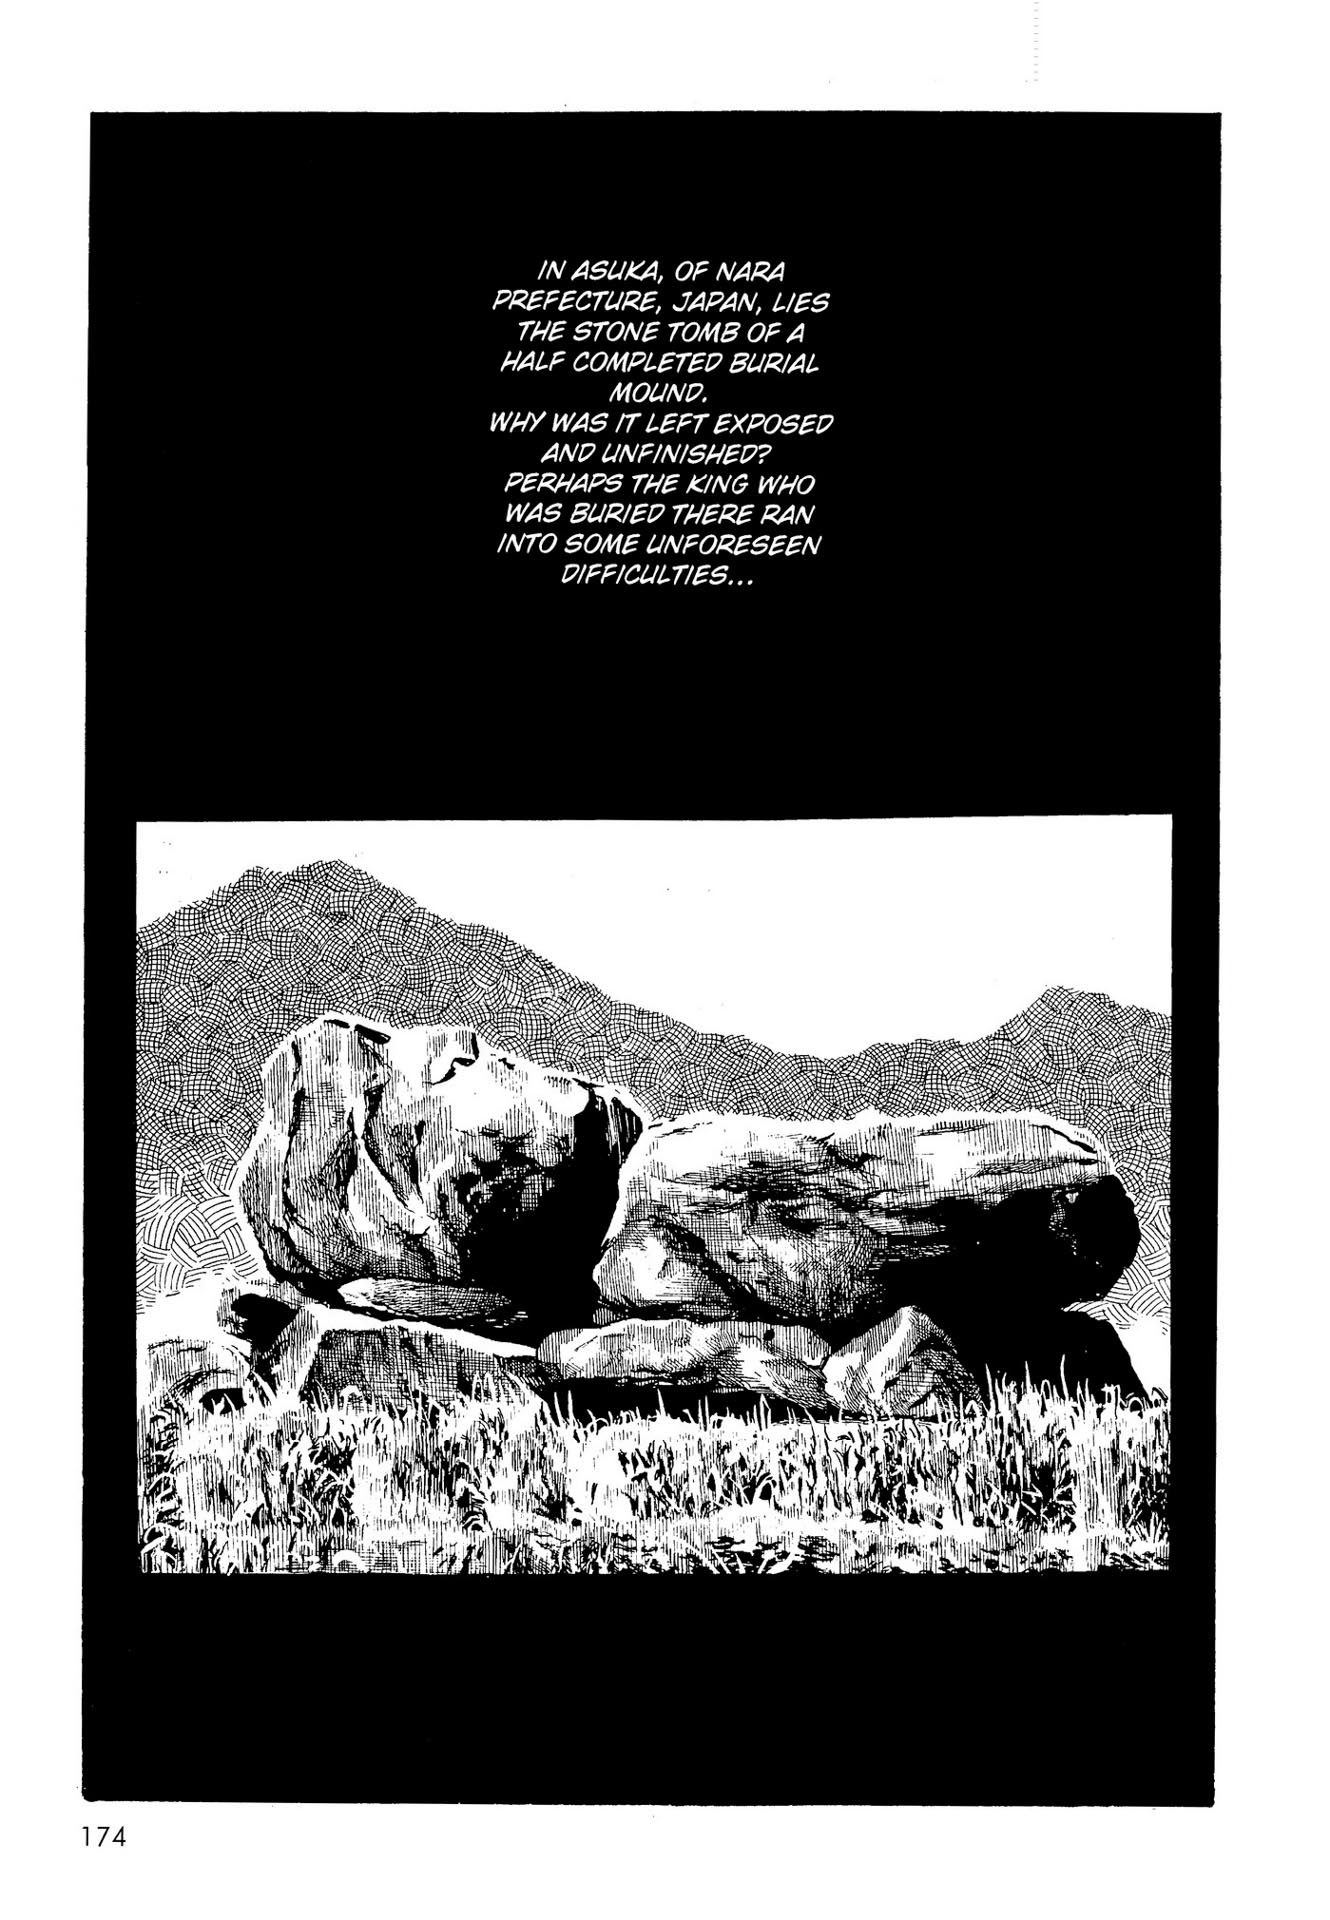 IN ASUKA, OF NARA
PREFECTURE, JAPAN, LIES
THE STONE TOMB OF A
HALF COMPLETED BURIAL
MOUND.
WHY WAS IT LEFT EXPOSED
AND UNFINISHED?
PERHAPS THE KING WHO
WAS BURIED THERE RAN
INTO SOME UNFORESEEN
DIFFICULTIES...
174